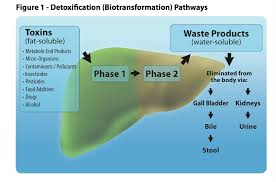 Figure 1 - Detoxification (Biotransformation) Pathways
Toxins
(fat-soluble)
• Metabolic End Products
• Micro-Organisms
• Contaminants / Pollutants
• Insecticides
• Pesticides
• Food Additives
• Drugs
• Alcohol
Phase 1
Phase 2
Waste Products
(water-soluble)
Eliminated from
the body via:
Gall Bladder
Kidneys
Bile
Urine
Stool